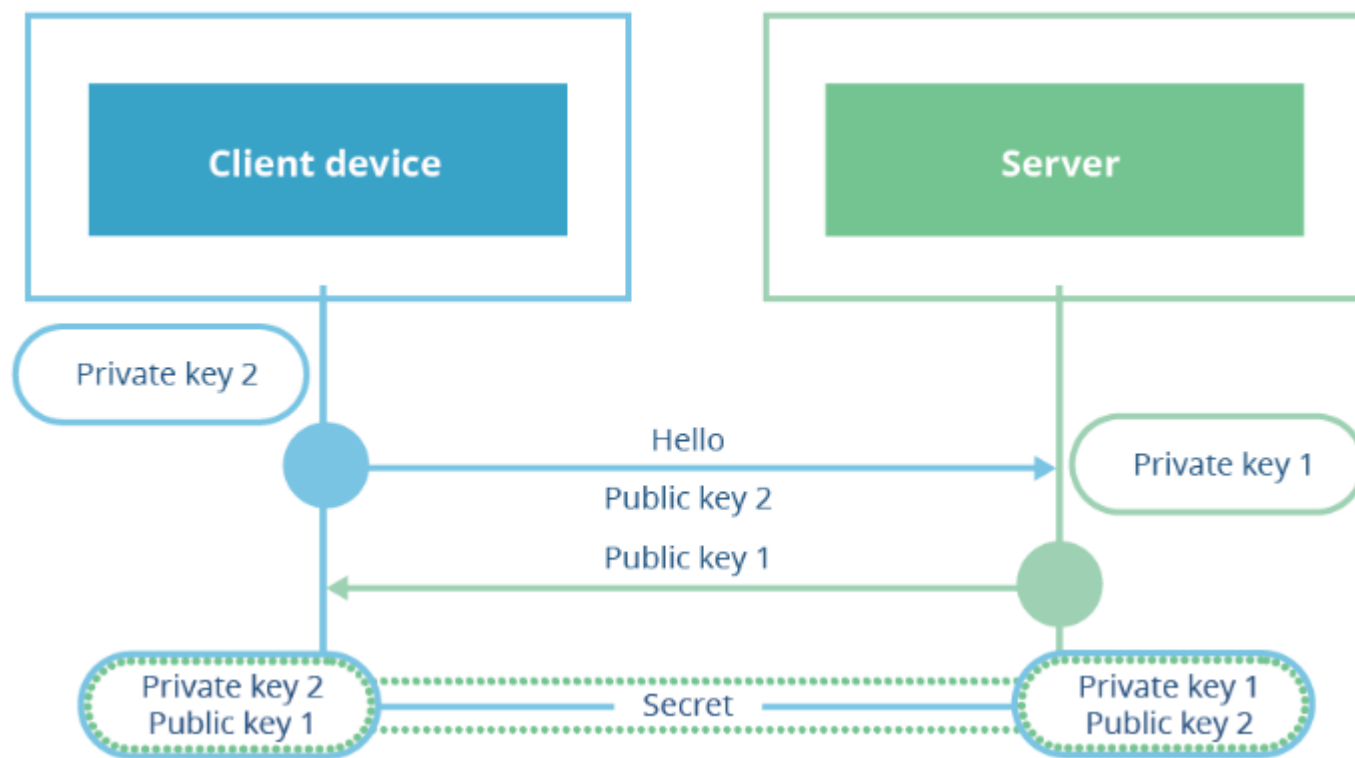 Client device
Server
Private key 2
Hello
Private key 1
Public key 2
Public key 1
Private key 2
Public key 1
Secret
Private key 1
Public key 2